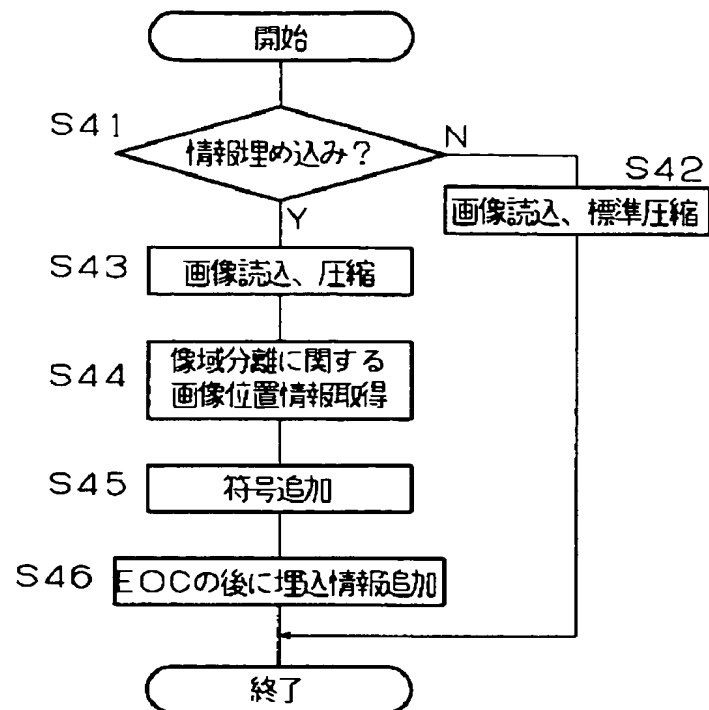 開始
S41
情報埋め込み？
N
S42
画像読込、標準圧縮
Y
S43
画像読込、圧縮
S44
像域分離に関する
画像位置情報取得
S45
符号追加
S46
EOCの後に埋込情報追加
終了